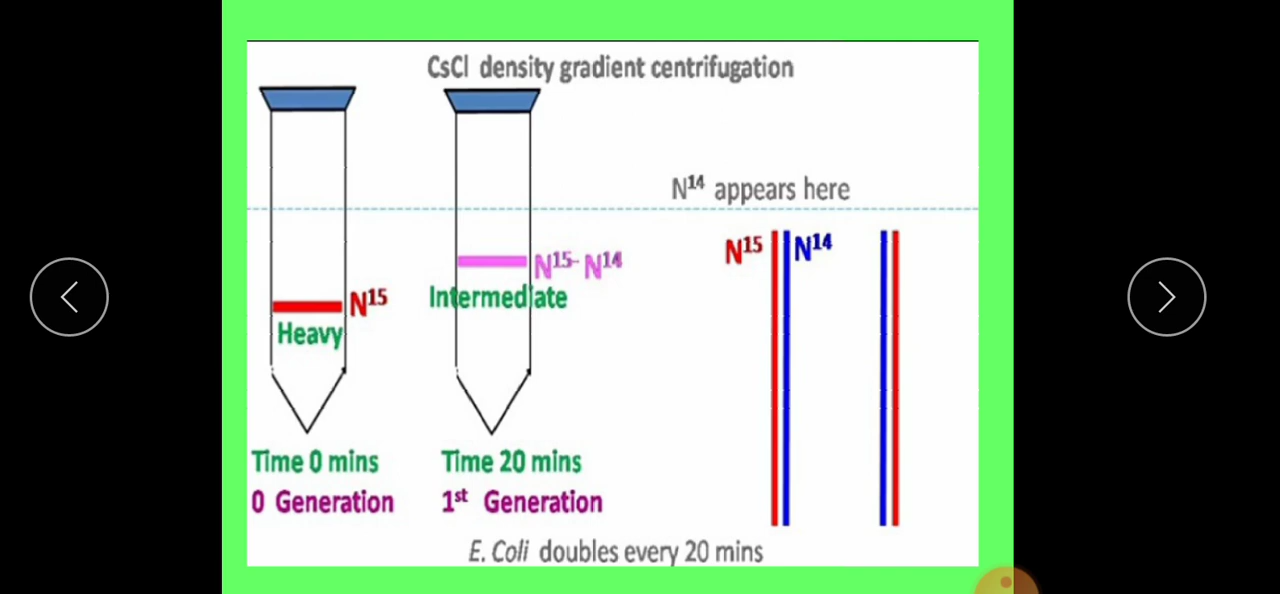 CsCl density gradient centrifugation
N¹⁴ appears here
N¹⁵ N¹⁴
N¹⁵- N¹⁴
Intermediate
N¹⁵
Heavy
Time 0 mins
0 Generation
Time 20 mins
1ˢᵗ Generation
E. Coli doubles every 20 mins